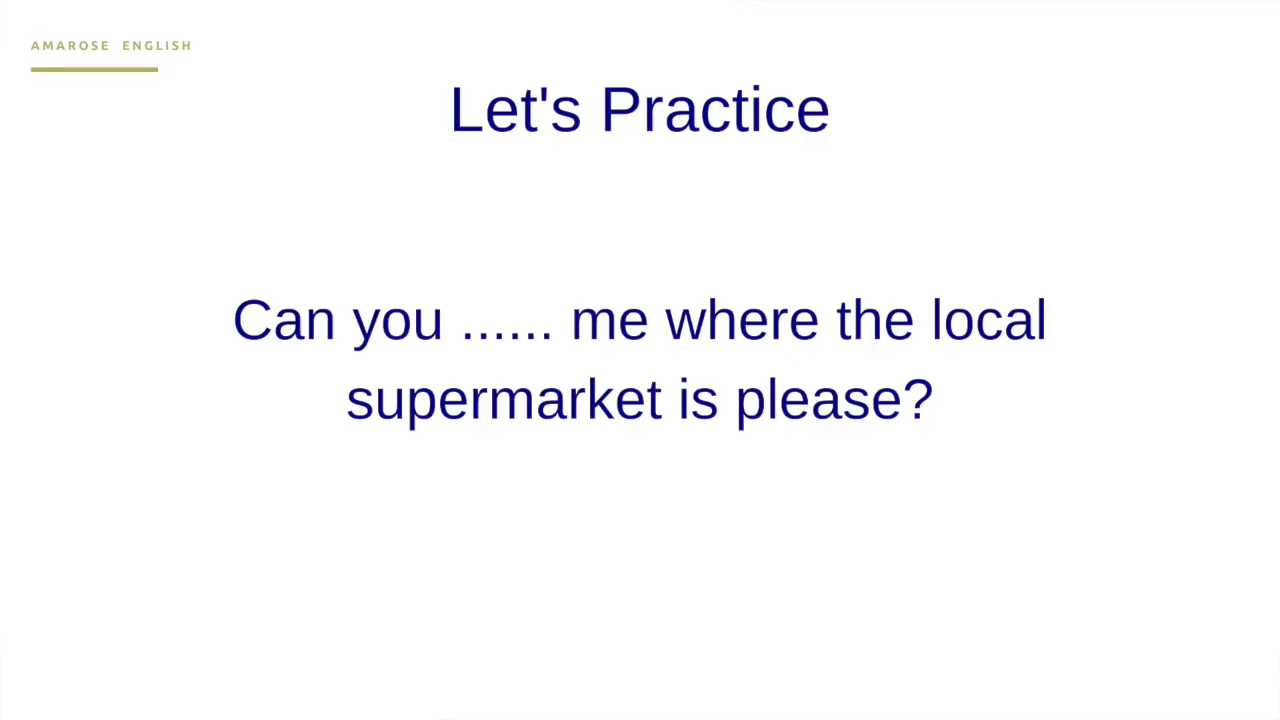 AMAROSE ENGLISH
Let's Practice
Can you ...... me where the local
supermarket is please?